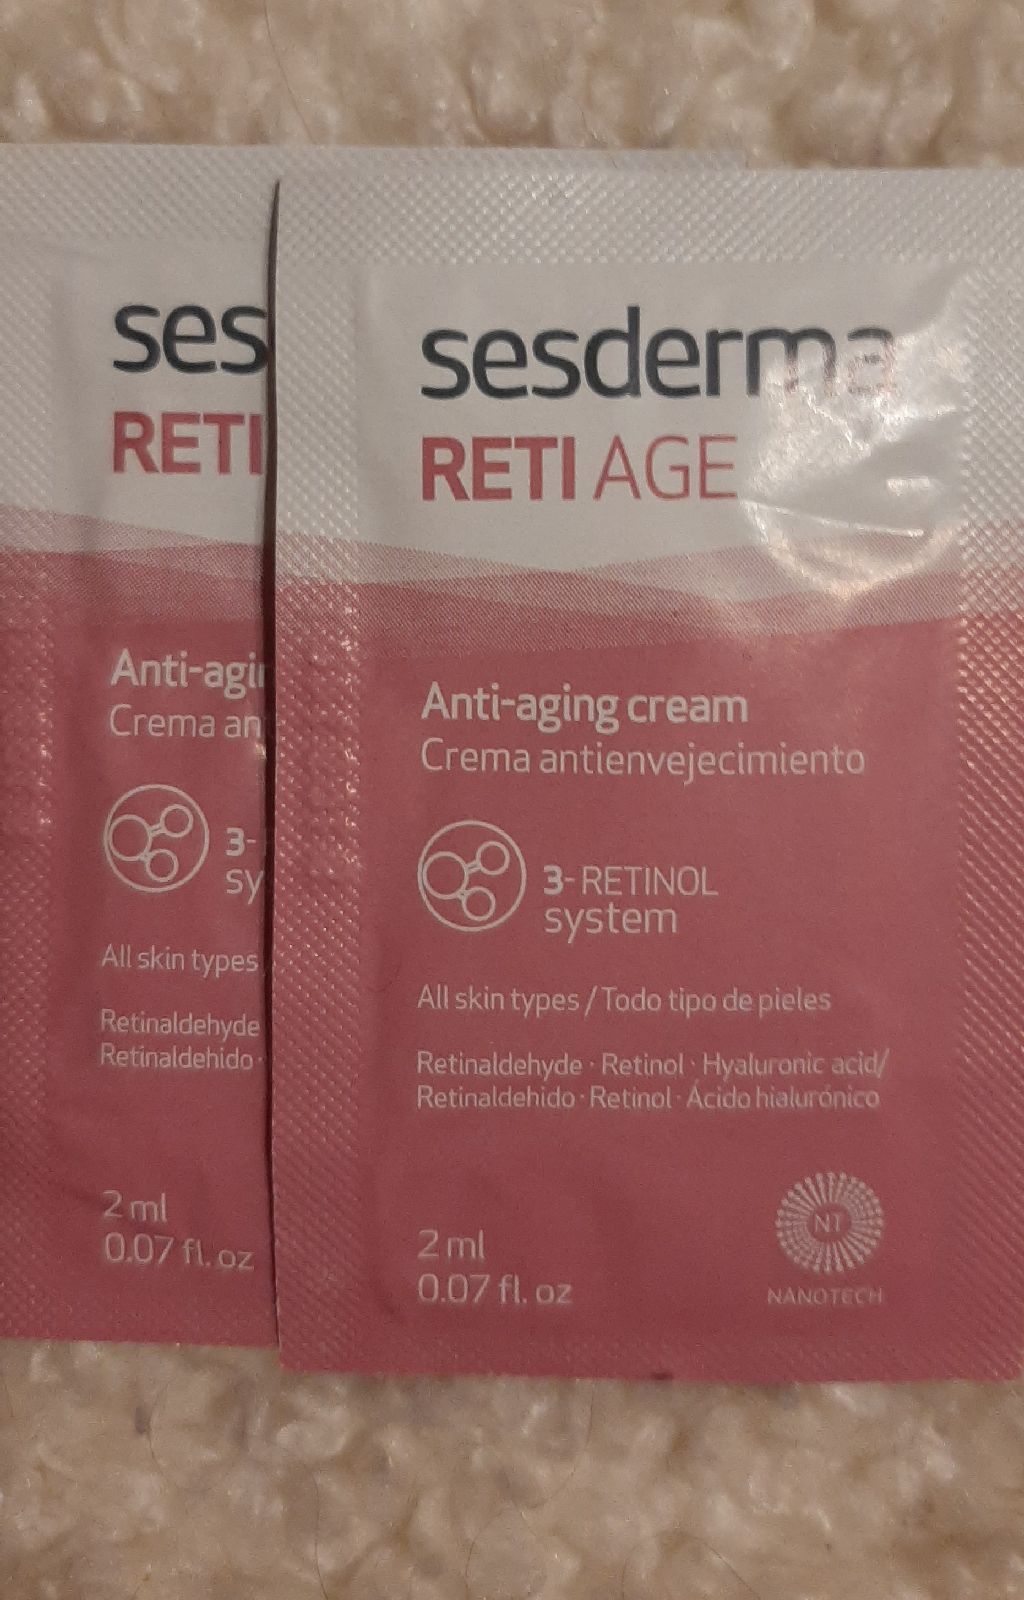 ses
RETI
Anti-agi
Crema an
3-
sy
All skin types
Retinaldehyde
Retinaldehido ·
2 ml
0.07 fl. oz
sesderma
RETI AGE
Anti-aging cream
Crema antienvejecimiento
3-RETINOL
system
All skin types / Todo tipo de pieles
Retinaldehyde · Retinol · Hyaluronic acid/
Retinaldehido · Retinol · Ácido hialurónico
2 ml
0.07 fl. oz
NT
NANOTECH